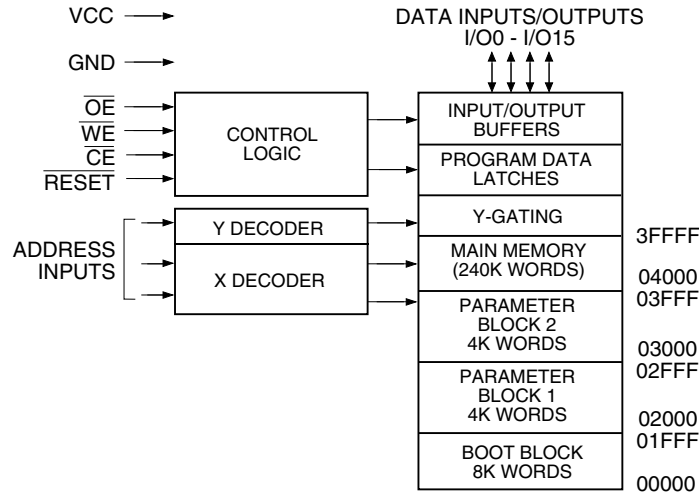 VCC
GND
OE
WE
CE
RESET
CONTROL
LOGIC
ADDRESS
INPUTS
Y DECODER
X DECODER
DATA INPUTS/OUTPUTS
I/O0 - I/O15
INPUT/OUTPUT
BUFFERS
PROGRAM DATA
LATCHES
Y-GATING
MAIN MEMORY
(240K WORDS)
PARAMETER
BLOCK 2
4K WORDS
PARAMETER
BLOCK 1
4K WORDS
BOOT BLOCK
8K WORDS
3FFFF
04000
03FFF
03000
02FFF
02000
01FFF
00000